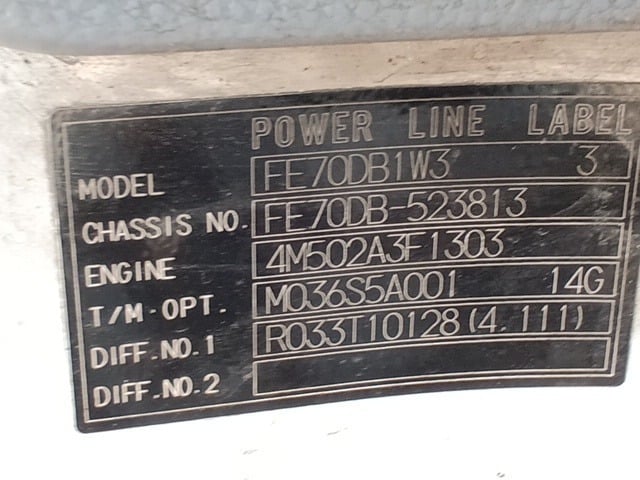 POWER LINE LABEL
MODEL FE70DB1W3 3
CHASSIS NO. FE70DB-523813
ENGINE 4M502A3F1303
T/M-OPT. M036S5A001 14G
DIFF.NO.1 R033T10128(4.111)
DIFF.NO.2